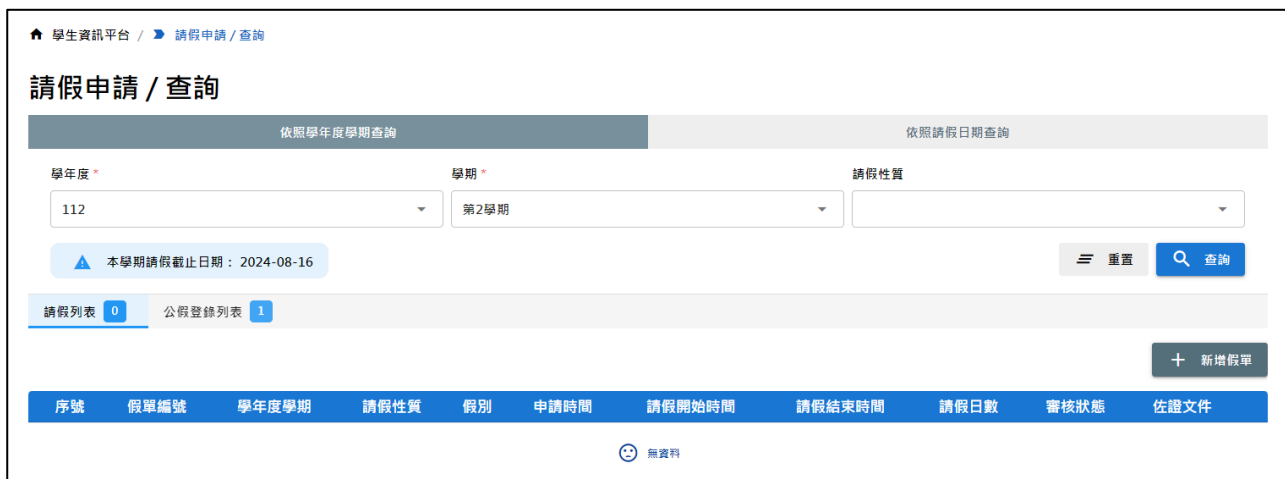 學生資訊平台 / 請假申請 / 查詢
請假申請 / 查詢
依照學年度學期查詢 依照請假日期查詢
學年度 * 學期 * 請假性質
112 第2學期
本學期請假截止日期： 2024-08-16 重置 查詢
請假列表 0 公假登錄列表 1
新增假單
序號 假單編號 學年度學期 請假性質 假別 申請時間 請假開始時間 請假結束時間 請假日數 審核狀態 佐證文件
無資料